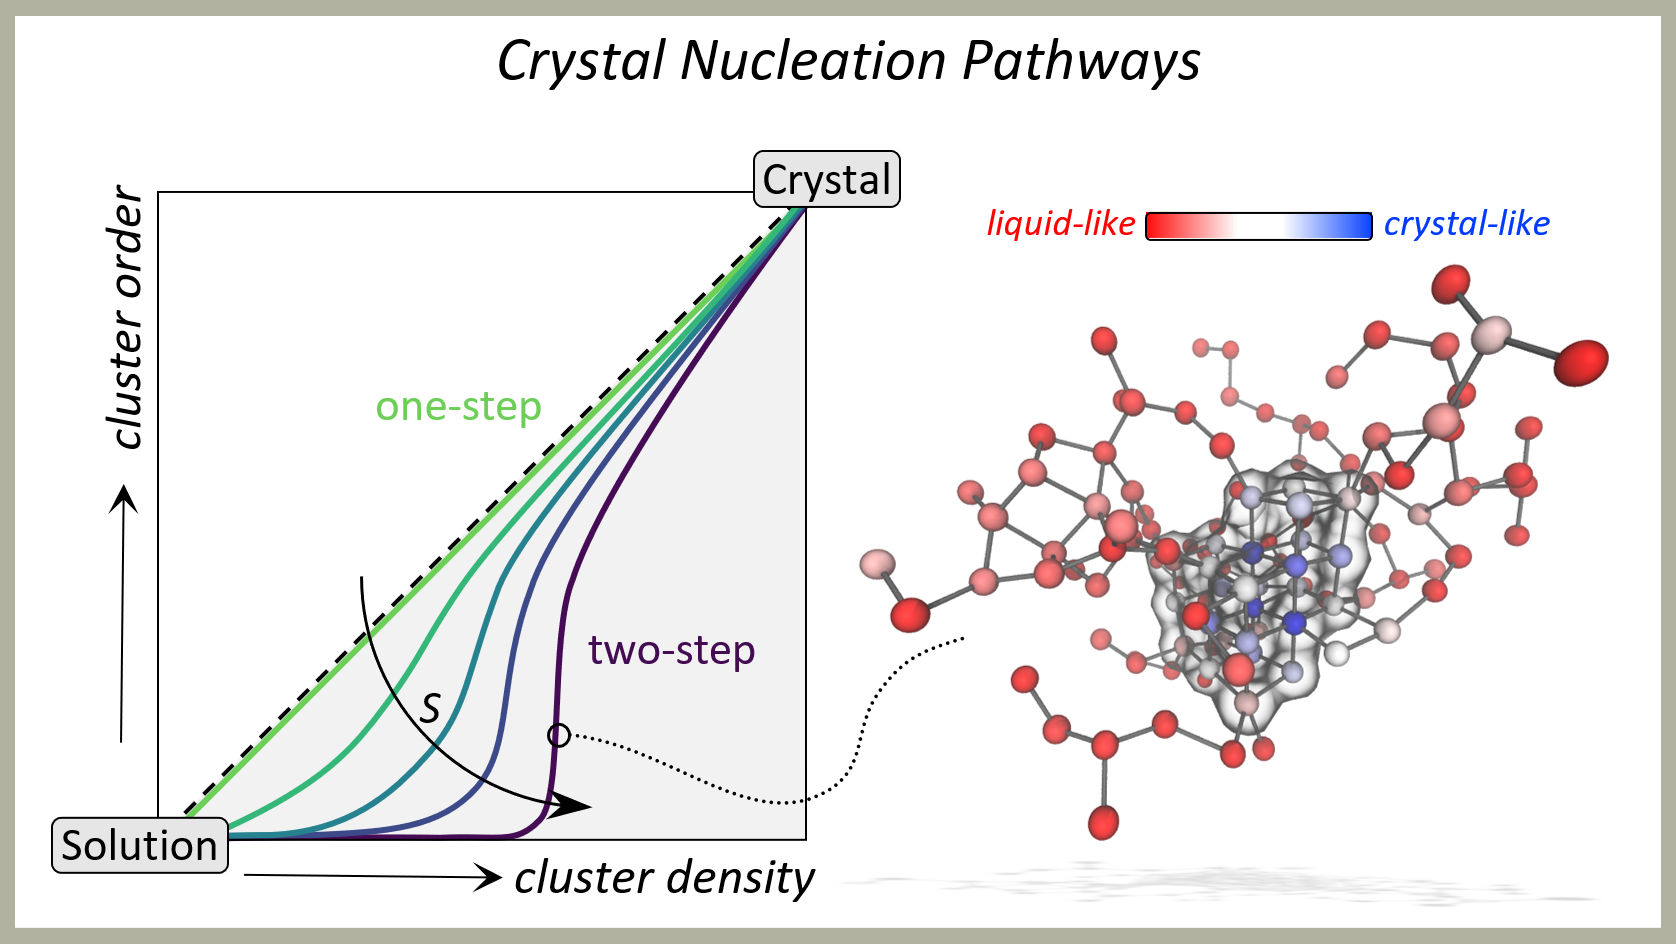 Crystal Nucleation Pathways
Crystal
liquid-like
crystal-like
cluster order
one-step
two-step
S
Solution
cluster density